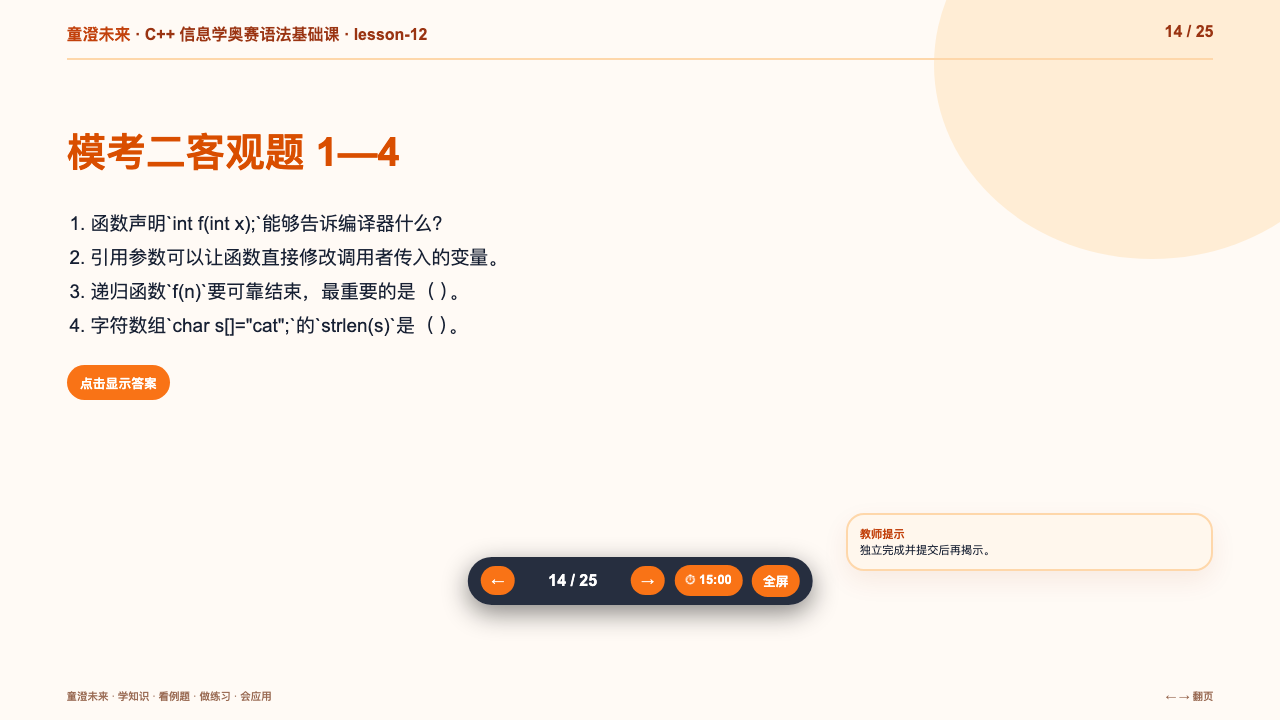 童澄未来 · C++ 信息学奥赛语法基础课 · lesson-12
14 / 25
模考二客观题 1—4
1. 函数声明`int f(int x);`能够告诉编译器什么?
2. 引用参数可以让函数直接修改调用者传入的变量。
3. 递归函数`f(n)`要可靠结束，最重要的是（ ）。
4. 字符数组`char s[]="cat";`的`strlen(s)`是（ ）。
点击显示答案
教师提示
独立完成并提交后再揭示。
← 14 / 25 → ⏱ 15:00 全屏
童澄未来 · 学知识 · 看例题 · 做练习 · 会应用
←→ 翻页